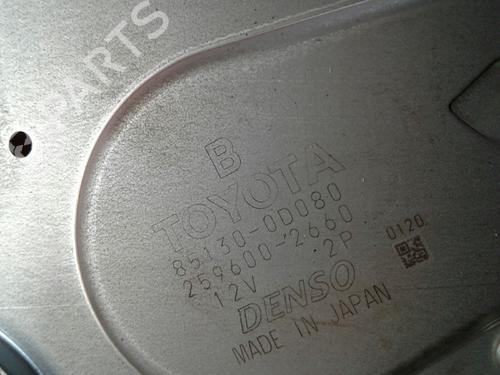 PARTS
B
TOYOTA
85130-0D080
259600-2660
12V 2P
0120
DENSO
MADE IN JAPAN